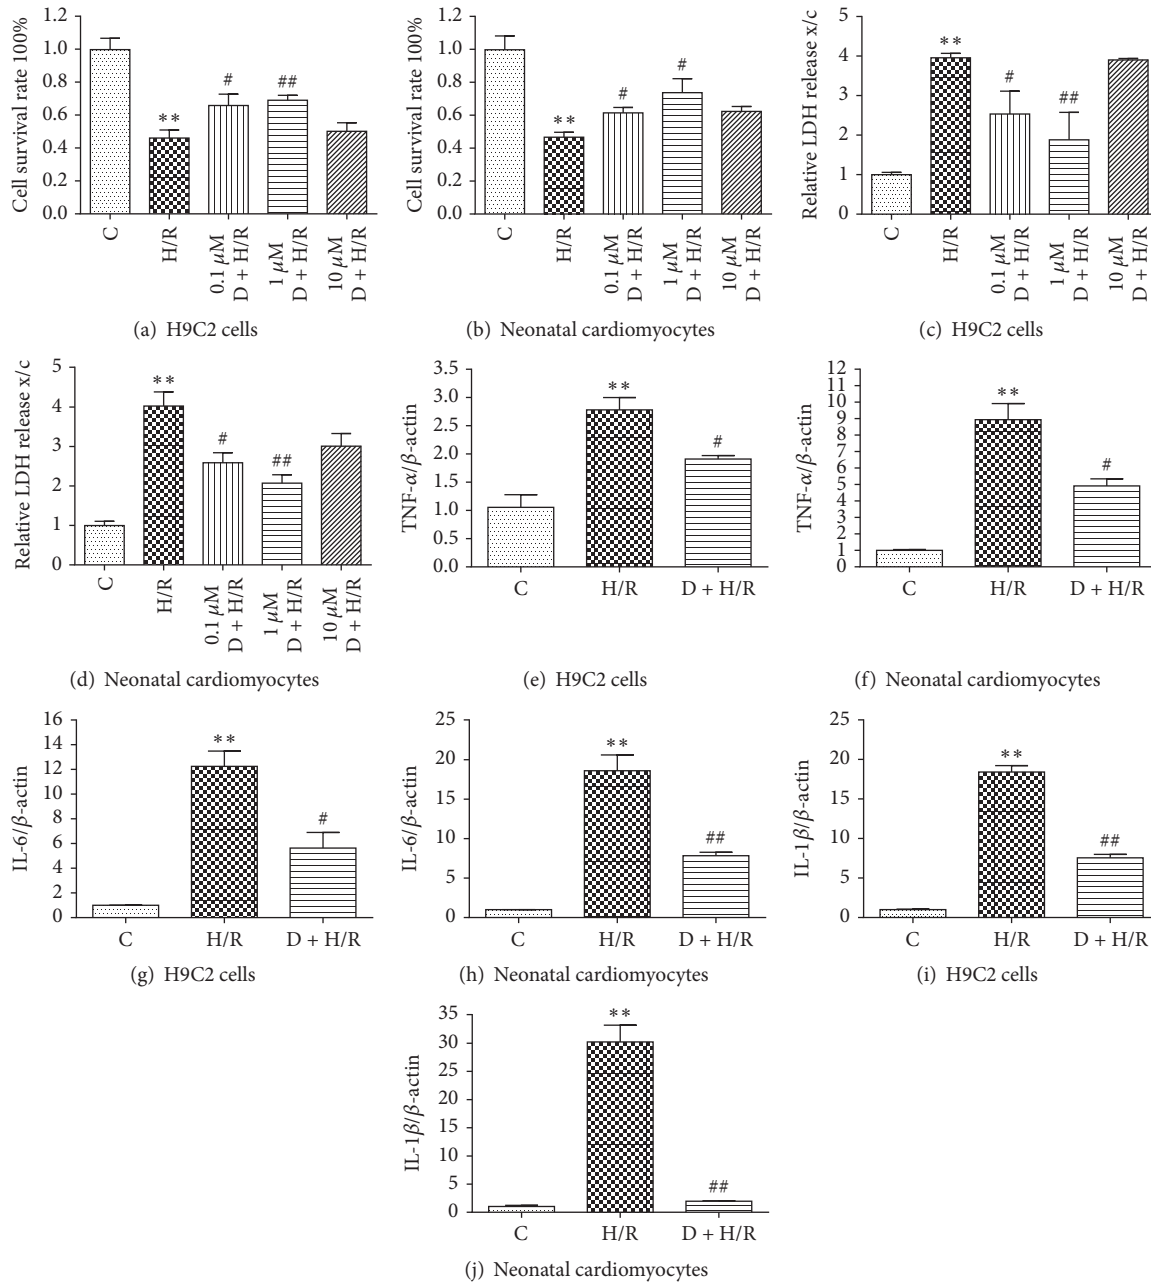 Cell survival rate 100%
1.2
1.0
0.8
0.6
0.4
0.2
0.0
**
#
##
C
H/R
0.1 μM
D + H/R
1 μM
D + H/R
10 μM
D + H/R
(a) H9C2 cells
Cell survival rate 100%
1.2
1.0
0.8
0.6
0.4
0.2
0.0
**
#
#
C
H/R
0.1 μM
D + H/R
1 μM
D + H/R
10 μM
D + H/R
(b) Neonatal cardiomyocytes
Relative LDH release x/c
5
4
3
2
1
0
**
#
##
C
H/R
0.1 μM
D + H/R
1 μM
D + H/R
10 μM
D + H/R
(c) H9C2 cells
Relative LDH release x/c
5
4
3
2
1
0
**
#
##
C
H/R
0.1 μM
D + H/R
1 μM
D + H/R
10 μM
D + H/R
(d) Neonatal cardiomyocytes
TNF-α/β-actin
3.5
3.0
2.5
2.0
1.5
1.0
0.5
0.0
**
#
C
H/R
D + H/R
(e) H9C2 cells
TNF-α/β-actin
12
11
10
9
8
7
6
5
4
3
2
1
0
**
#
C
H/R
D + H/R
(f) Neonatal cardiomyocytes
IL-6/β-actin
16
14
12
10
8
6
4
2
0
**
#
C
H/R
D + H/R
(g) H9C2 cells
IL-6/β-actin
25
20
15
10
5
0
**
##
C
H/R
D + H/R
(h) Neonatal cardiomyocytes
IL-1β/β-actin
25
20
15
10
5
0
**
##
C
H/R
D + H/R
(i) H9C2 cells
IL-1β/β-actin
35
30
25
20
15
10
5
0
**
##
C
H/R
D + H/R
(j) Neonatal cardiomyocytes